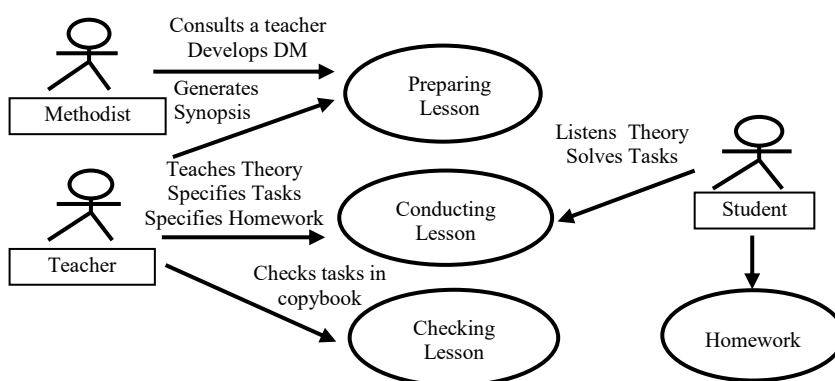 Consults a teacher
Develops DM
Methodist
Generates
Synopsis
Preparing
Lesson
Listens Theory
Solves Tasks
Teaches Theory
Specifies Tasks
Specifies Homework
Conducting
Lesson
Student
Teacher
Checks tasks in
copybook
Checking
Lesson
Homework